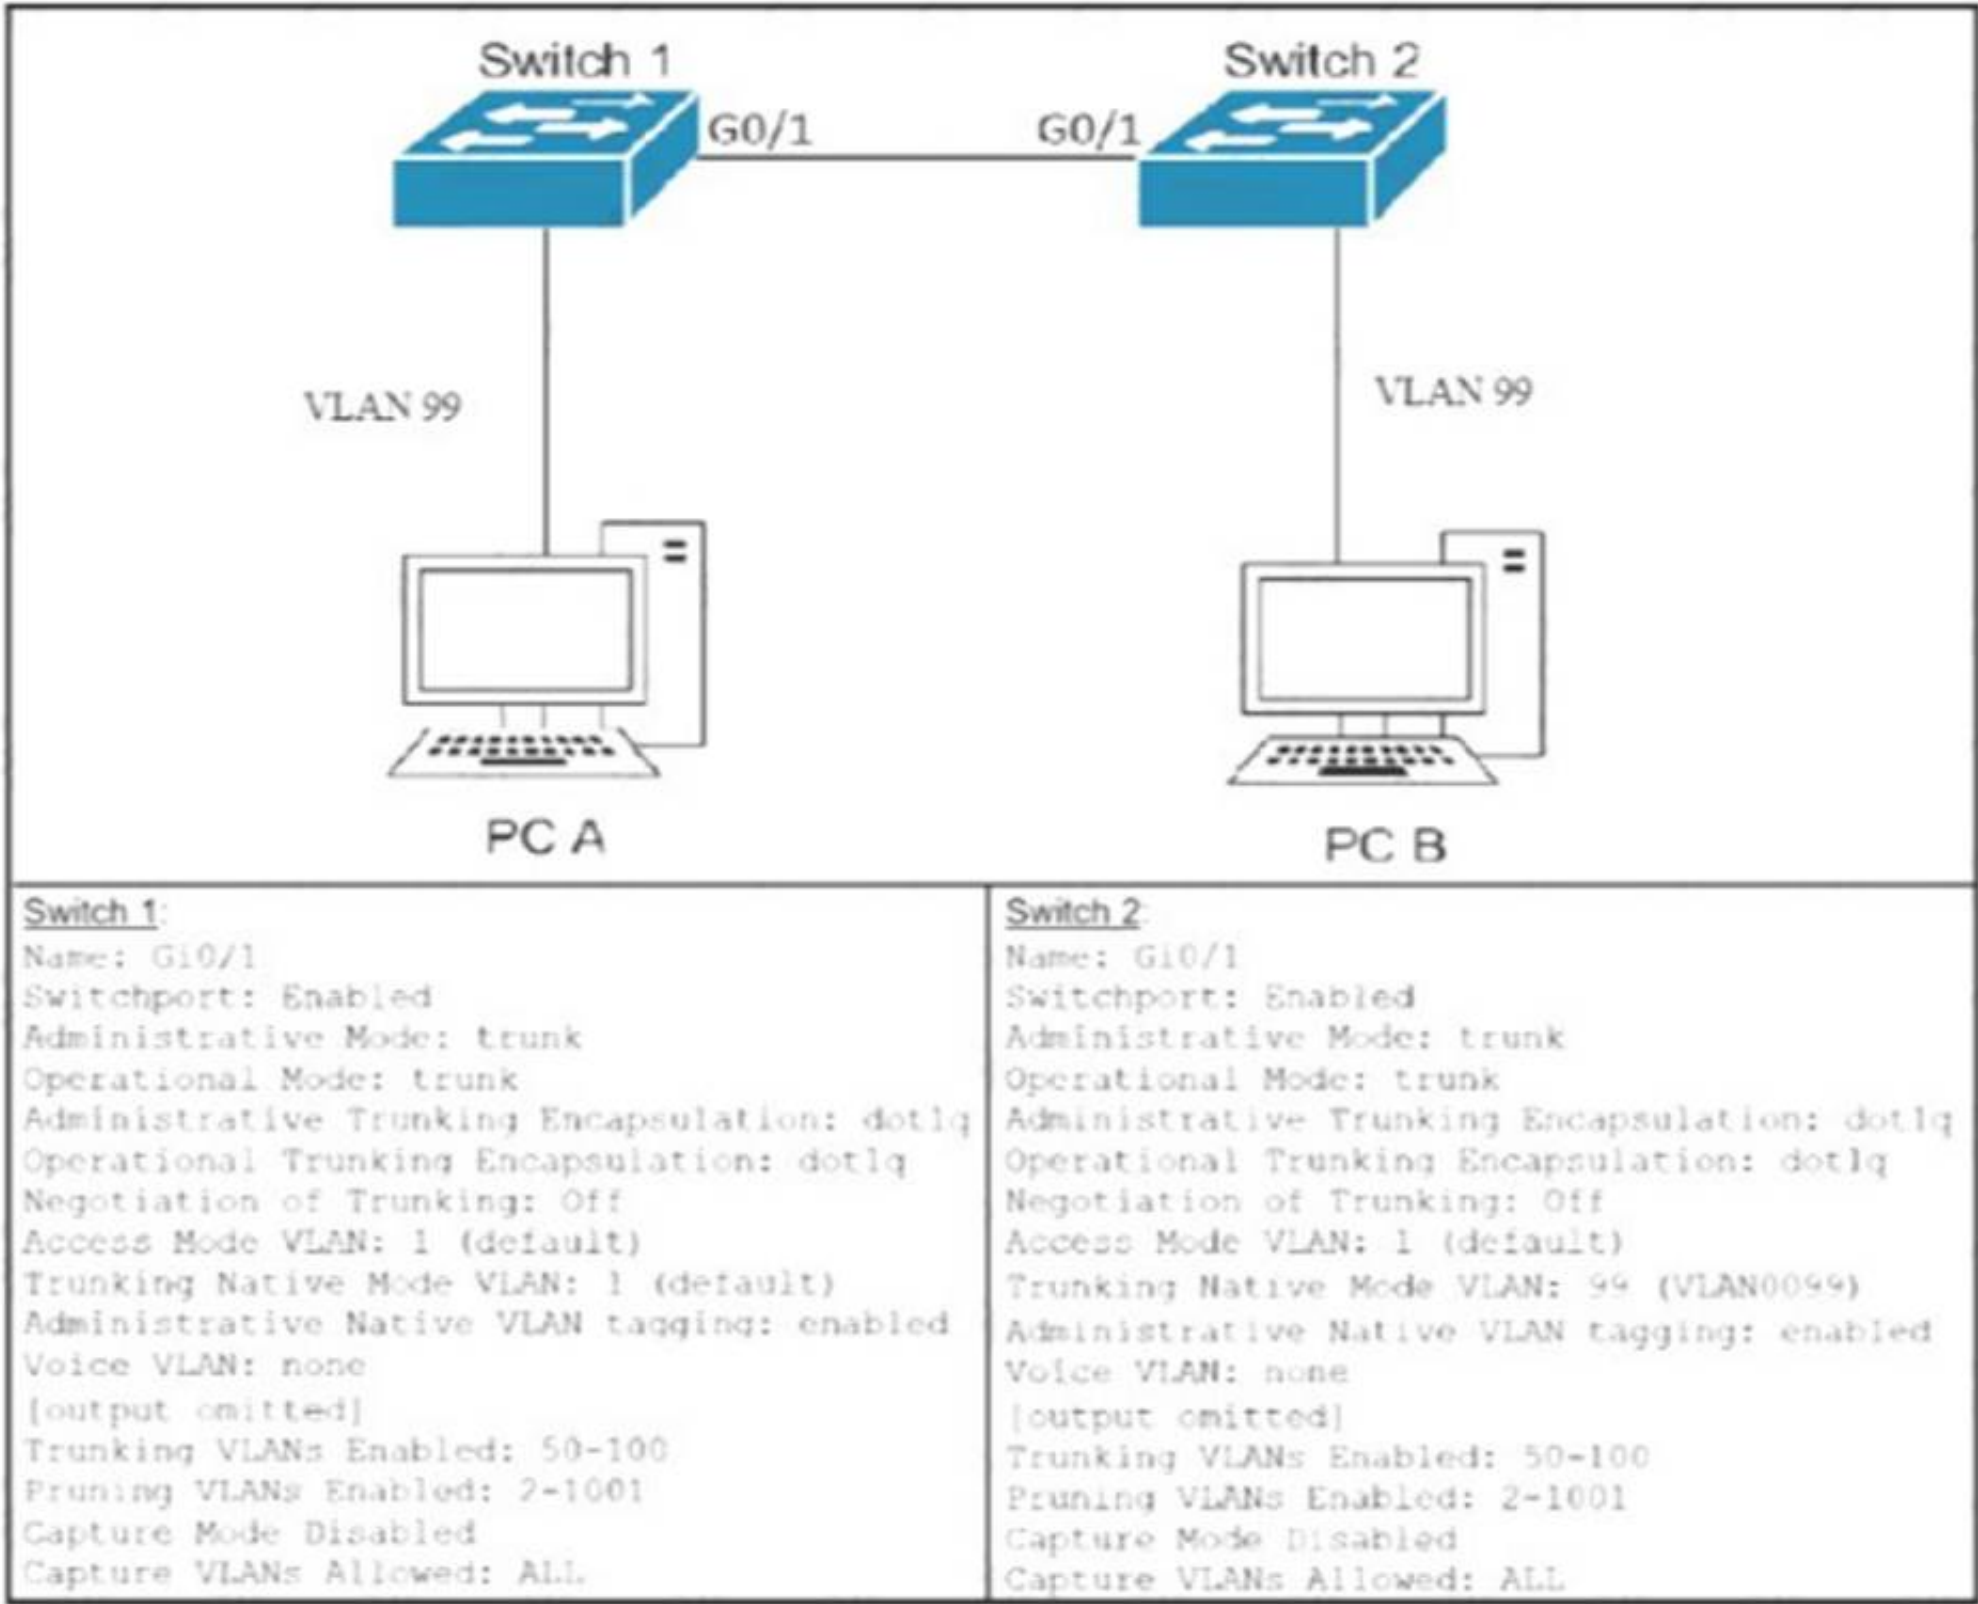 Switch 1
Switch 2
G0/1
G0/1
VLAN 99
VLAN 99
PC A
PC B
Switch 1:
Name: Gi0/1
Switchport: Enabled
Administrative Mode: trunk
Operational Mode: trunk
Administrative Trunking Encapsulation: dot1q
Operational Trunking Encapsulation: dot1q
Negotiation of Trunking: Off
Access Mode VLAN: 1 (default)
Trunking Native Mode VLAN: 1 (default)
Administrative Native VLAN tagging: enabled
Voice VLAN: none
[output omitted]
Trunking VLANs Enabled: 50-100
Pruning VLANs Enabled: 2-1001
Capture Mode Disabled
Capture VLANs Allowed: ALL
Switch 2:
Name: Gi0/1
Switchport: Enabled
Administrative Mode: trunk
Operational Mode: trunk
Administrative Trunking Encapsulation: dot1q
Operational Trunking Encapsulation: dot1q
Negotiation of Trunking: Off
Access Mode VLAN: 1 (default)
Trunking Native Mode VLAN: 99 (VLAN0099)
Administrative Native VLAN tagging: enabled
Voice VLAN: none
[output omitted]
Trunking VLANs Enabled: 50-100
Pruning VLANs Enabled: 2-1001
Capture Mode Disabled
Capture VLANs Allowed: ALL